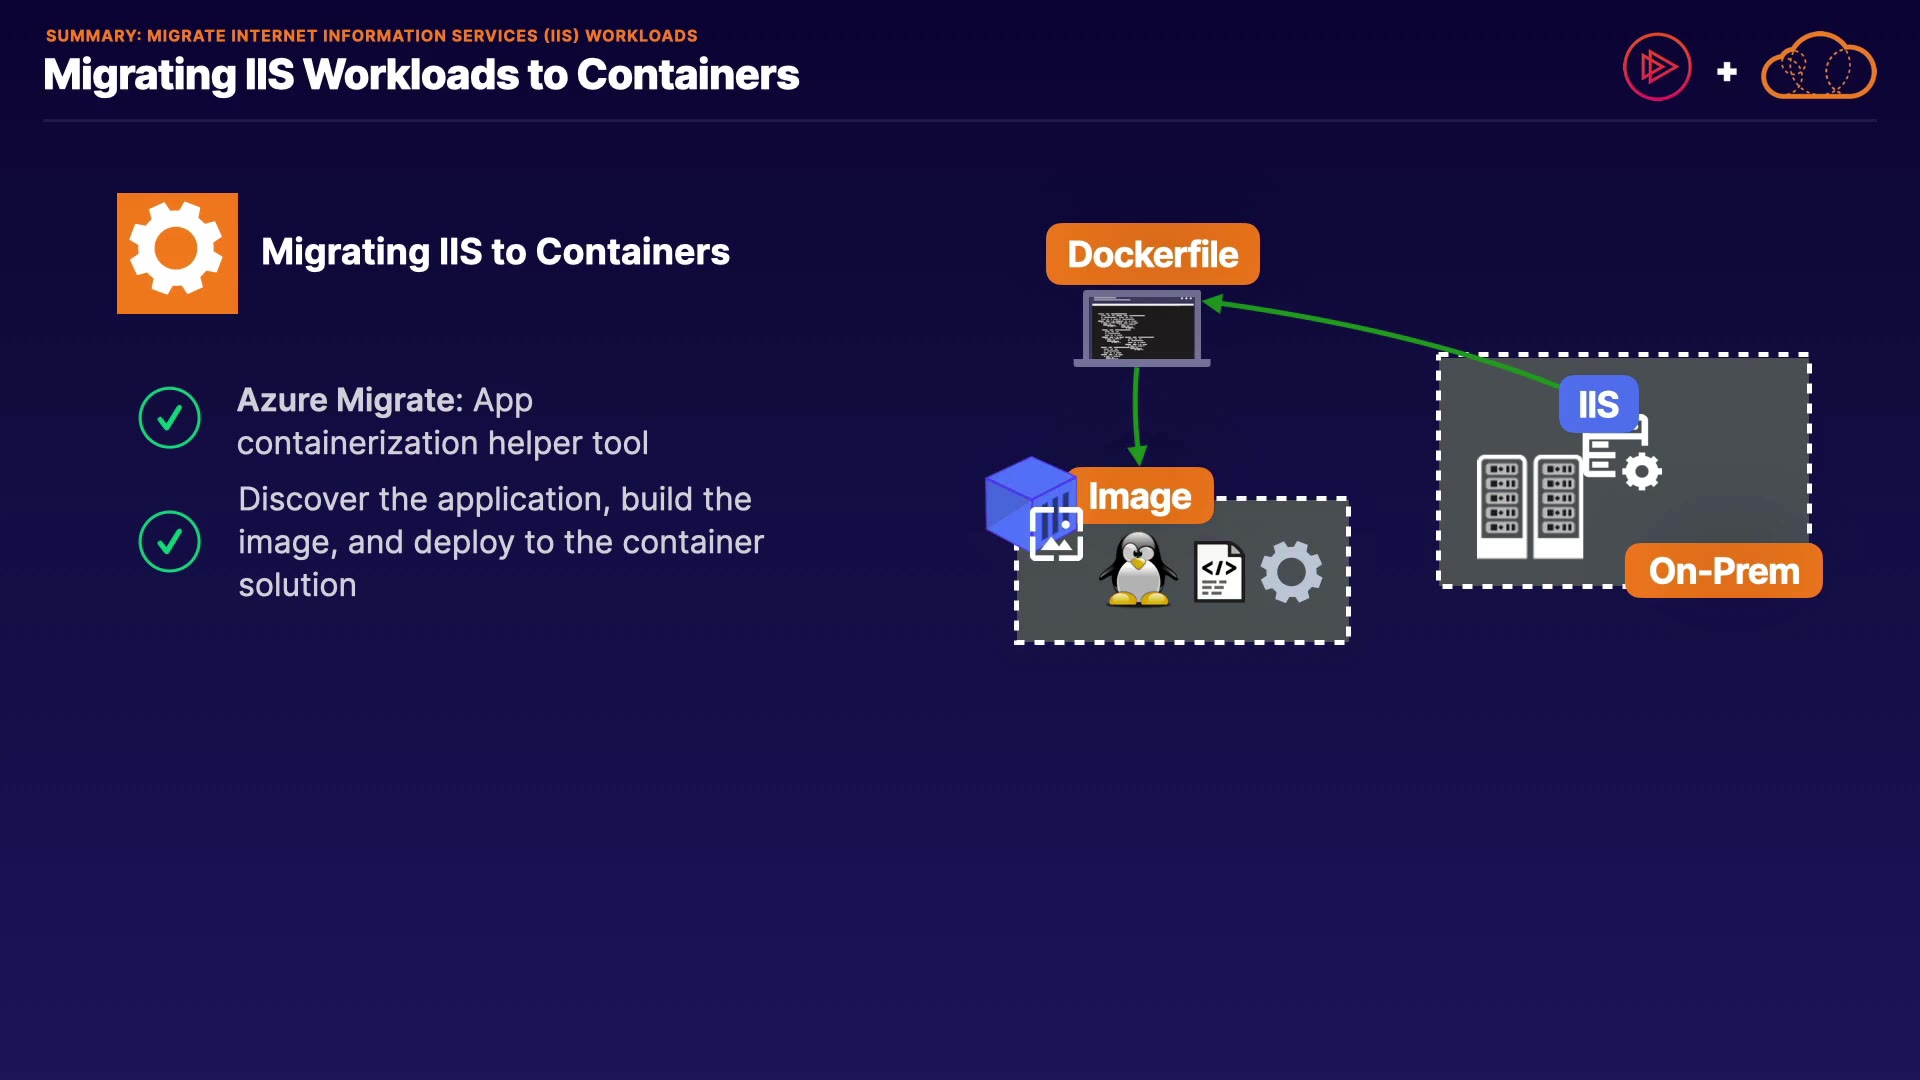 SUMMARY: MIGRATE INTERNET INFORMATION SERVICES (IIS) WORKLOADS
Migrating IIS Workloads to Containers
Migrating IIS to Containers
Azure Migrate: App
containerization helper tool
Discover the application, build the
image, and deploy to the container
solution
Dockerfile
Image
</>
IIS
On-Prem